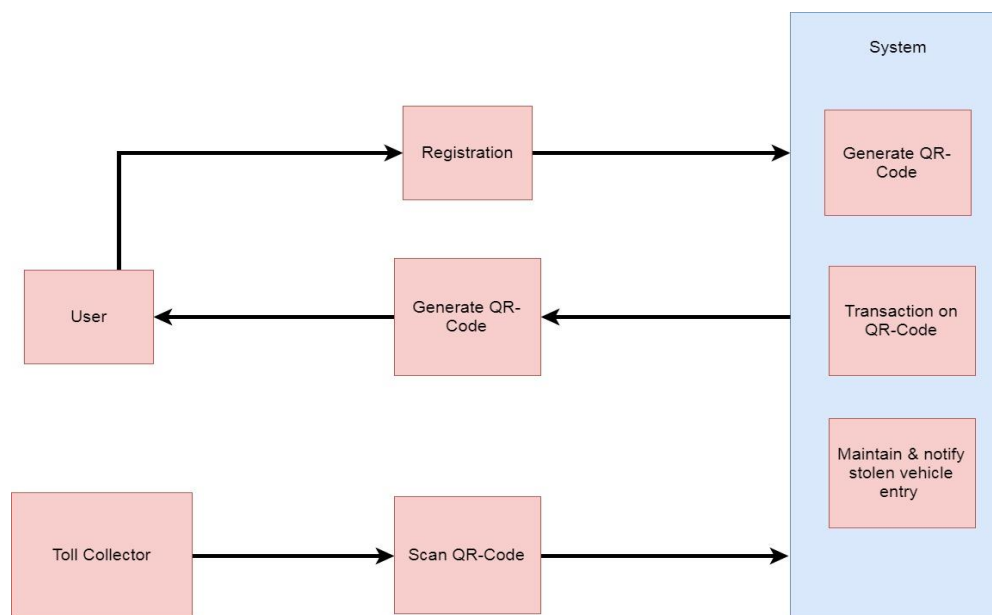 System
Registration
Generate QR-
Code
User
Generate QR-
Code
Transaction on
QR-Code
Maintain & notify
stolen vehicle
entry
Toll Collector
Scan QR-Code